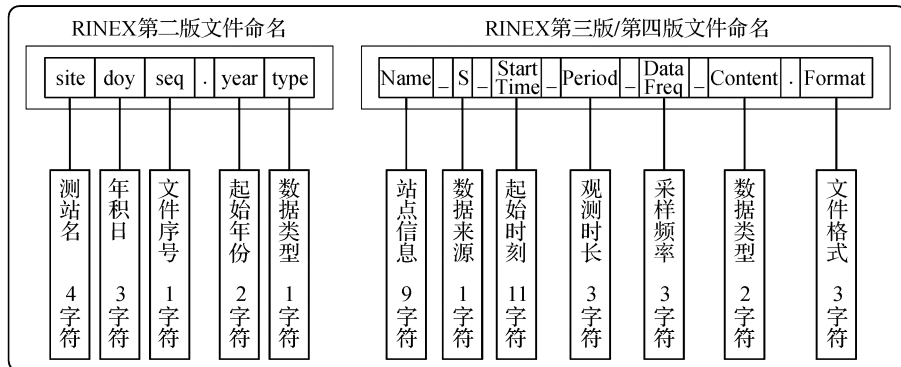 RINEX第二版文件命名
site doy seq . year type
测站名 4字符
年积日 3字符
文件序号 1字符
起始年份 2字符
数据类型 1字符
RINEX第三版/第四版文件命名
Name _ S _ Start Time _ Period _ Data Freq _ Content . Format
站点信息 9字符
数据来源 1字符
起始时刻 11字符
观测时长 3字符
采样频率 3字符
数据类型 2字符
文件格式 3字符